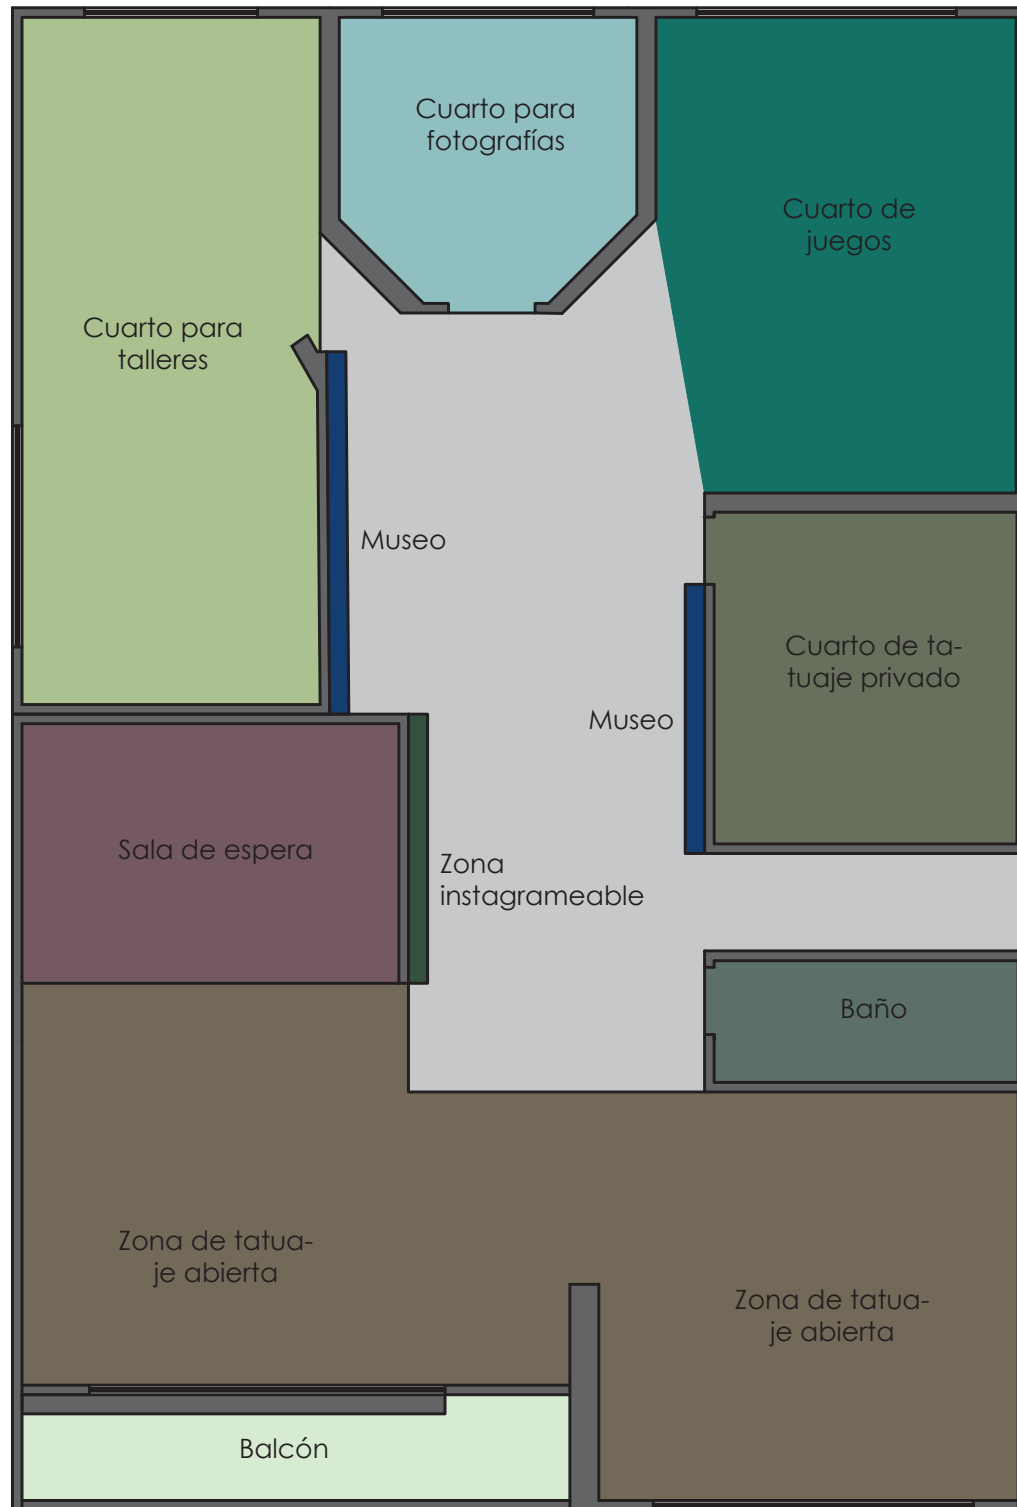 Cuarto para
fotografías
Cuarto de
juegos
Cuarto para
talleres
Museo
Cuarto de ta-
tuaje privado
Museo
Sala de espera
Zona
instagrameable
Baño
Zona de tatua-
je abierta
Zona de tatua-
je abierta
Balcón